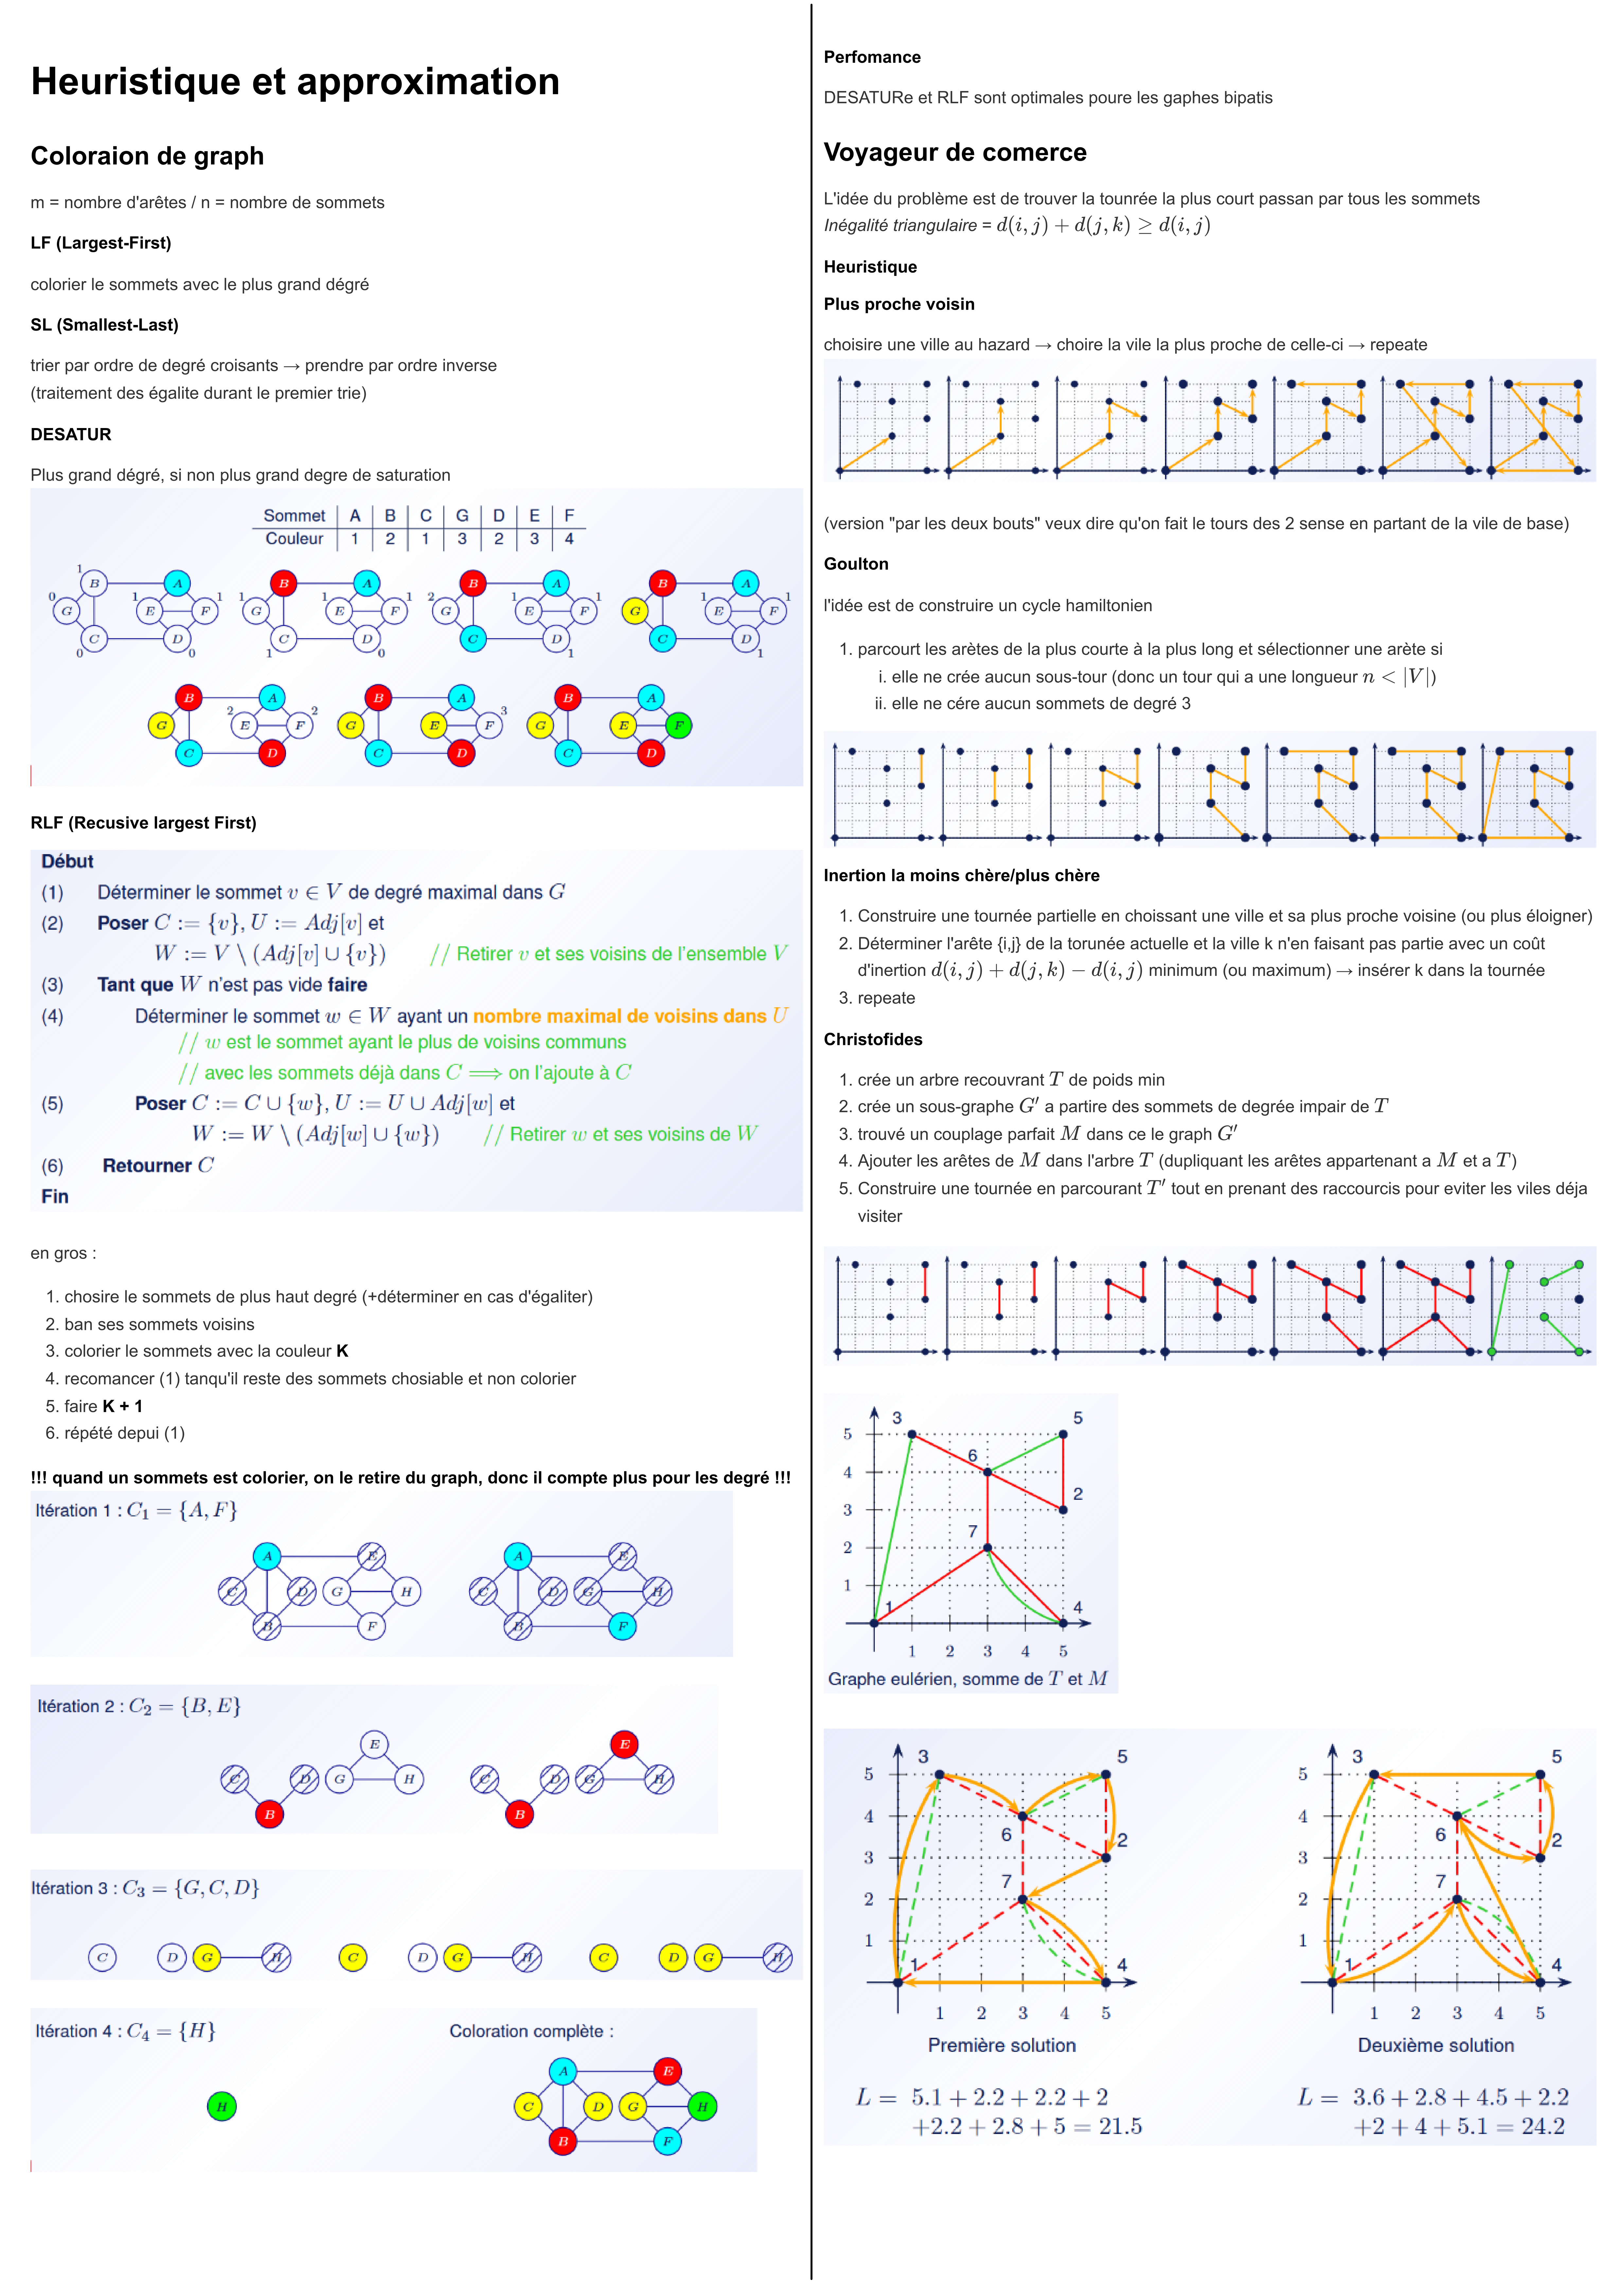 Heuristique et approximation
Coloraion de graph
m = nombre d'arêtes / n = nombre de sommets
LF (Largest-First)
colorier le sommets avec le plus grand dégré
SL (Smallest-Last)
trier par ordre de degré croisants → prendre par ordre inverse
(traitement des égalite durant le premier trie)
DESATUR
Plus grand dégré, si non plus grand degre de saturation
Sommet A B C G D E F
Couleur 1 2 1 3 2 3 4
RLF (Recusive largest First)
Début
(1) Déterminer le sommet v ∈ V de degré maximal dans G
(2) Poser C := {v}, U := Adj[v] et
W := V \ (Adj[v] ∪ {v}) // Retirer v et ses voisins de l'ensemble V
(3) Tant que W n'est pas vide faire
(4) Déterminer le sommet w ∈ W ayant un nombre maximal de voisins dans U
// w est le sommet ayant le plus de voisins communs
// avec les sommets déjà dans C ⟹ on l'ajoute à C
(5) Poser C := C ∪ {w}, U := U ∪ Adj[w] et
W := W \ (Adj[w] ∪ {w}) // Retirer w et ses voisins de W
(6) Retourner C
Fin
en gros :
1. chosire le sommets de plus haut degré (+déterminer en cas d'égaliter)
2. ban ses sommets voisins
3. colorier le sommets avec la couleur K
4. recomancer (1) tanqu'il reste des sommets chosiable et non colorier
5. faire K + 1
6. répété depui (1)
!!! quand un sommets est colorier, on le retire du graph, donc il compte plus pour les degré !!!
Itération 1 : C₁ = {A, F}
Itération 2 : C₂ = {B, E}
Itération 3 : C₃ = {G, C, D}
Itération 4 : C₄ = {H}
Coloration complète :
Perfomance
DESATURe et RLF sont optimales poure les gaphes bipatis
Voyageur de comerce
L'idée du problème est de trouver la tounrée la plus court passan par tous les sommets
Inégalité triangulaire = d(i, j) + d(j, k) ≥ d(i, j)
Heuristique
Plus proche voisin
choisire une ville au hazard → choire la vile la plus proche de celle-ci → repeate
(version "par les deux bouts" veux dire qu'on fait le tours des 2 sense en partant de la vile de base)
Goulton
l'idée est de construire un cycle hamiltonien
1. parcourt les arètes de la plus courte à la plus long et sélectionner une arète si
i. elle ne crée aucun sous-tour (donc un tour qui a une longueur n < |V|)
ii. elle ne cére aucun sommets de degré 3
Inertion la moins chère/plus chère
1. Construire une tournée partielle en choissant une ville et sa plus proche voisine (ou plus éloigner)
2. Déterminer l'arête {i,j} de la torunée actuelle et la ville k n'en faisant pas partie avec un coût
d'inertion d(i, j) + d(j, k) − d(i, j) minimum (ou maximum) → insérer k dans la tournée
3. repeate
Christofides
1. crée un arbre recouvrant T de poids min
2. crée un sous-graphe G′ a partire des sommets de degrée impair de T
3. trouvé un couplage parfait M dans ce le graph G′
4. Ajouter les arêtes de M dans l'arbre T (dupliquant les arêtes appartenant a M et a T)
5. Construire une tournée en parcourant T′ tout en prenant des raccourcis pour eviter les viles déja
visiter
Graphe eulérien, somme de T et M
Première solution
L = 5.1 + 2.2 + 2.2 + 2
+2.2 + 2.8 + 5 = 21.5
Deuxième solution
L = 3.6 + 2.8 + 4.5 + 2.2
+2 + 4 + 5.1 = 24.2